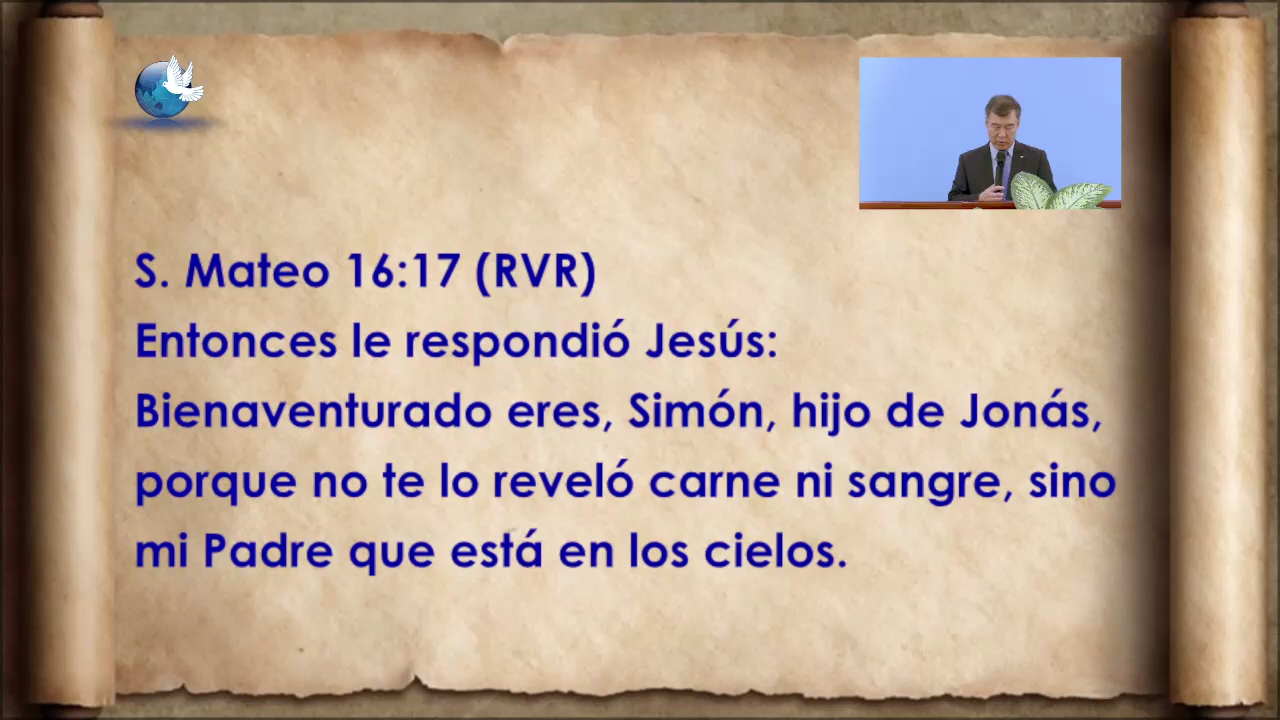 S. Mateo 16:17 (RVR)
Entonces le respondió Jesús:
Bienaventurado eres, Simón, hijo de Jonás,
porque no te lo reveló carne ni sangre, sino
mi Padre que está en los cielos.